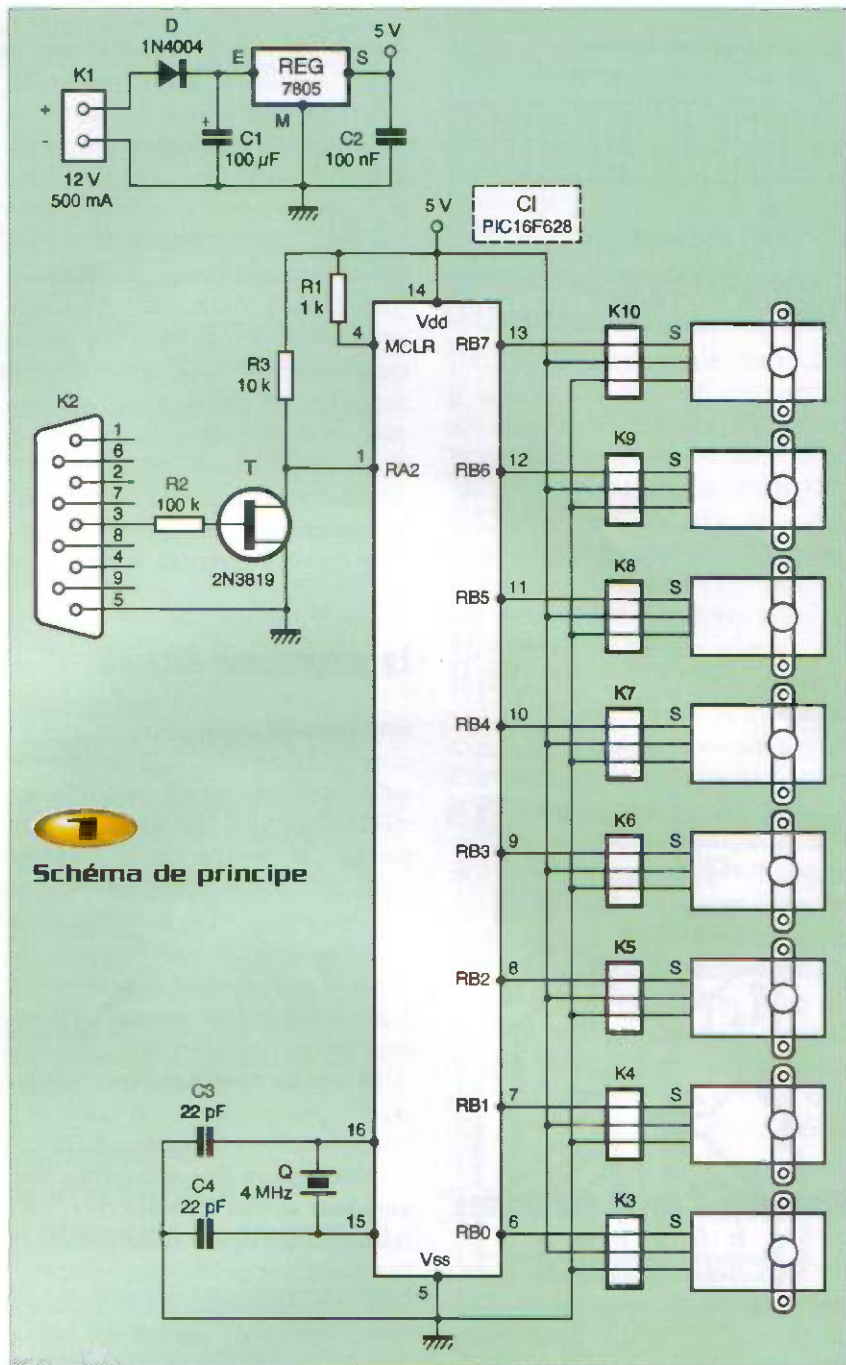 D
1N4004
K1
+
-
12 V
500 mA
E
REG
7805
S
M
5 V
+
C1
100 µF
C2
100 nF
5 V
CI
PIC16F628
R1
1 k
14
Vdd
4
MCLR
RB7
13
K10
S
R3
10 k
K2
1
6
2
7
3
8
4
9
5
R2
100 k
T
2N3819
1
RA2
RB6
12
K9
S
RB5
11
K8
S
RB4
10
K7
S
1
Schéma de principe
RB3
9
K6
S
RB2
8
K5
S
C3
22 pF
16
Q
4 MHz
C4
22 pF
15
RB1
7
K4
S
RB0
6
K3
S
Vss
5